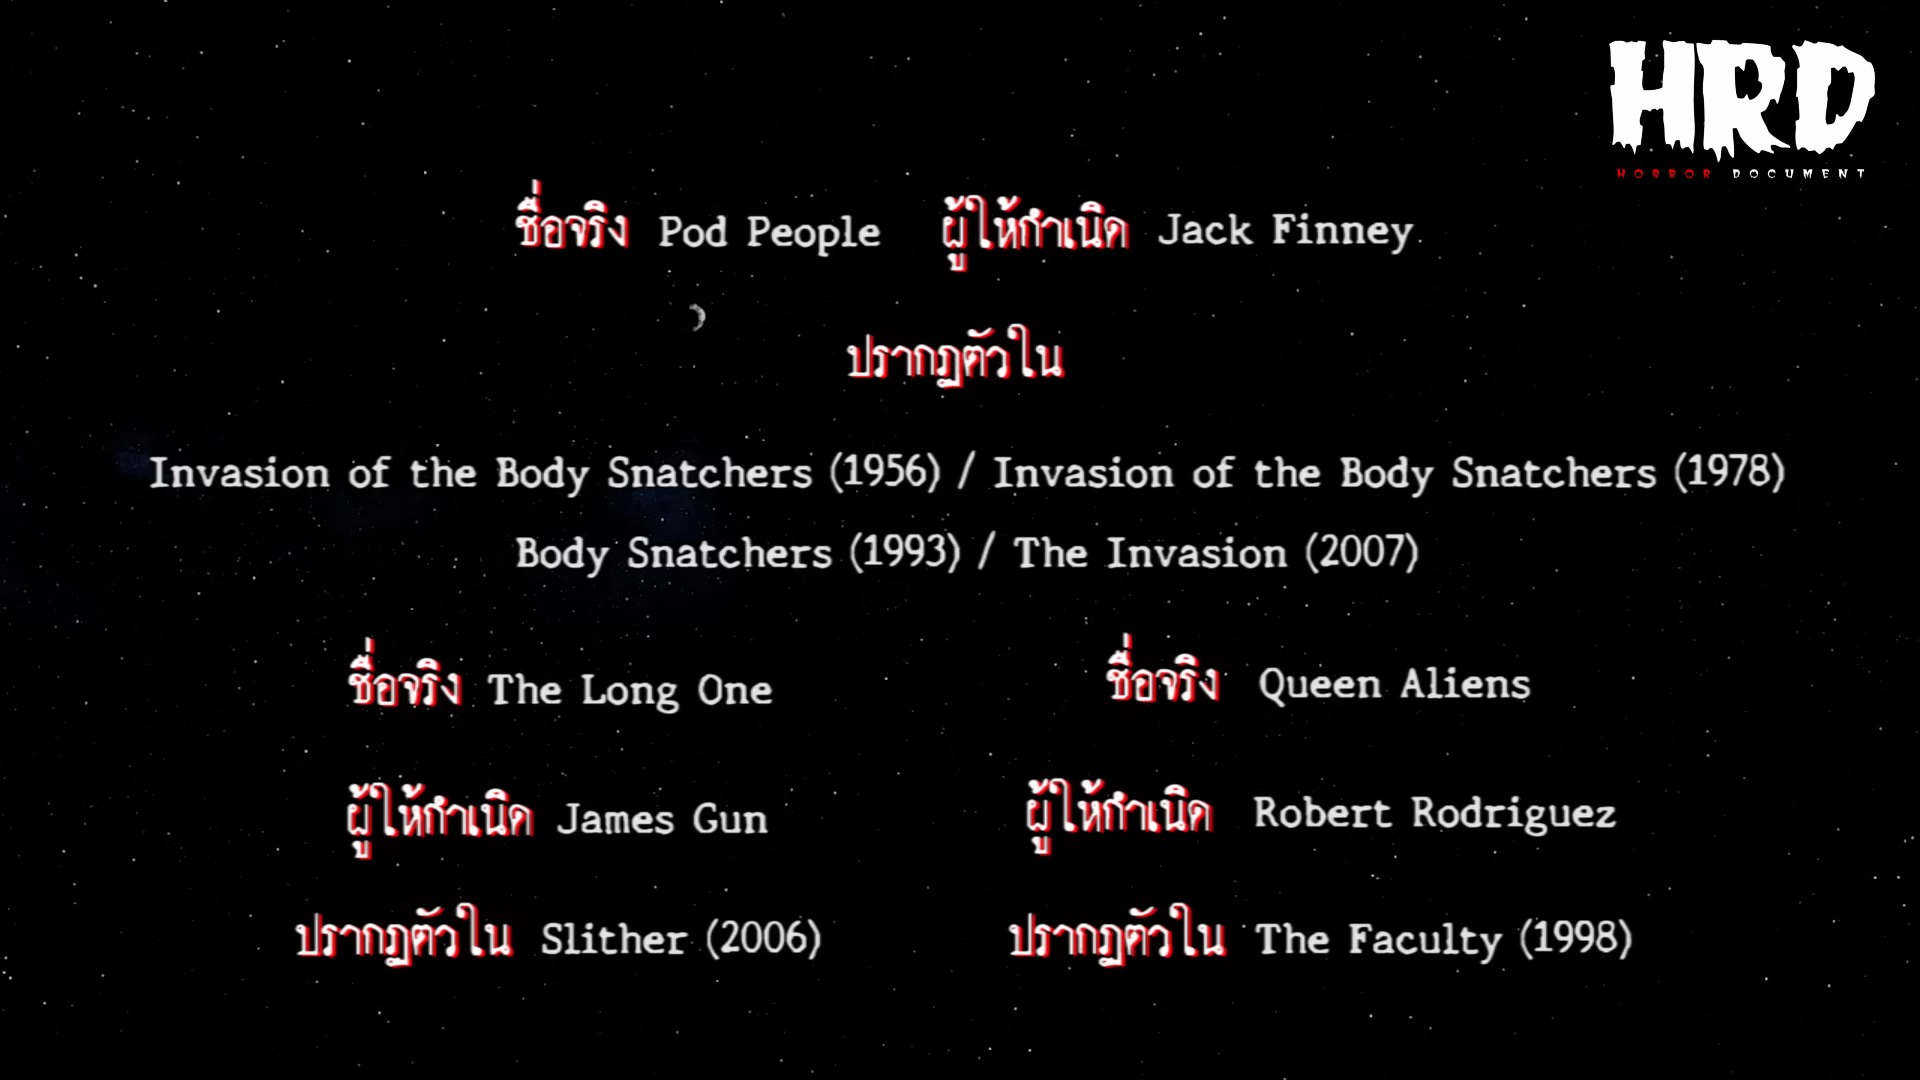 HRD
HORROR DOCUMENT
ชื่อจริง Pod People ผู้ให้กำเนิด Jack Finney
ปรากฏตัวใน
Invasion of the Body Snatchers (1956) / Invasion of the Body Snatchers (1978)
Body Snatchers (1993) / The Invasion (2007)
ชื่อจริง The Long One
ผู้ให้กำเนิด James Gun
ปรากฏตัวใน Slither (2006)
ชื่อจริง Queen Aliens
ผู้ให้กำเนิด Robert Rodriguez
ปรากฏตัวใน The Faculty (1998)